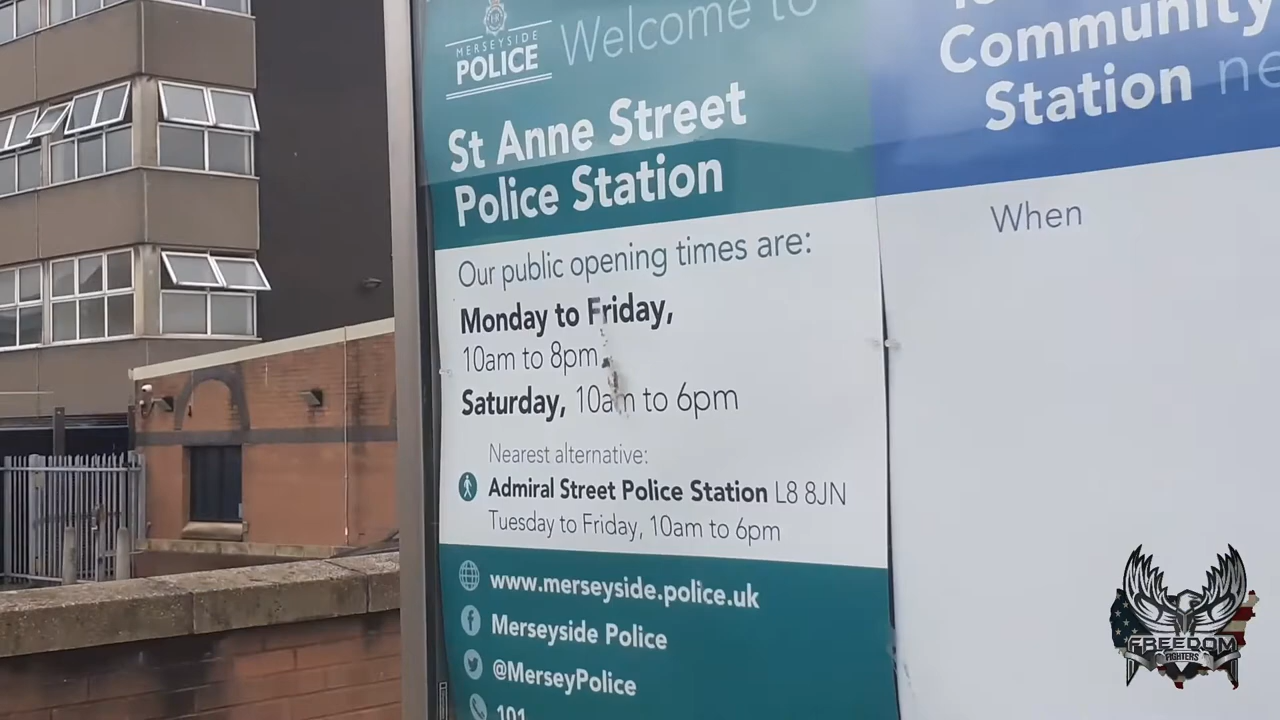 MERSEYSIDE
POLICE
Welcome to
St Anne Street
Police Station
Our public opening times are:
Monday to Friday,
10am to 8pm
Saturday, 10am to 6pm
Nearest alternative:
Admiral Street Police Station L8 8JN
Tuesday to Friday, 10am to 6pm
www.merseyside.police.uk
Merseyside Police
@MerseyPolice
101
Community
Station
When
FREEDOM
FIGHTERS